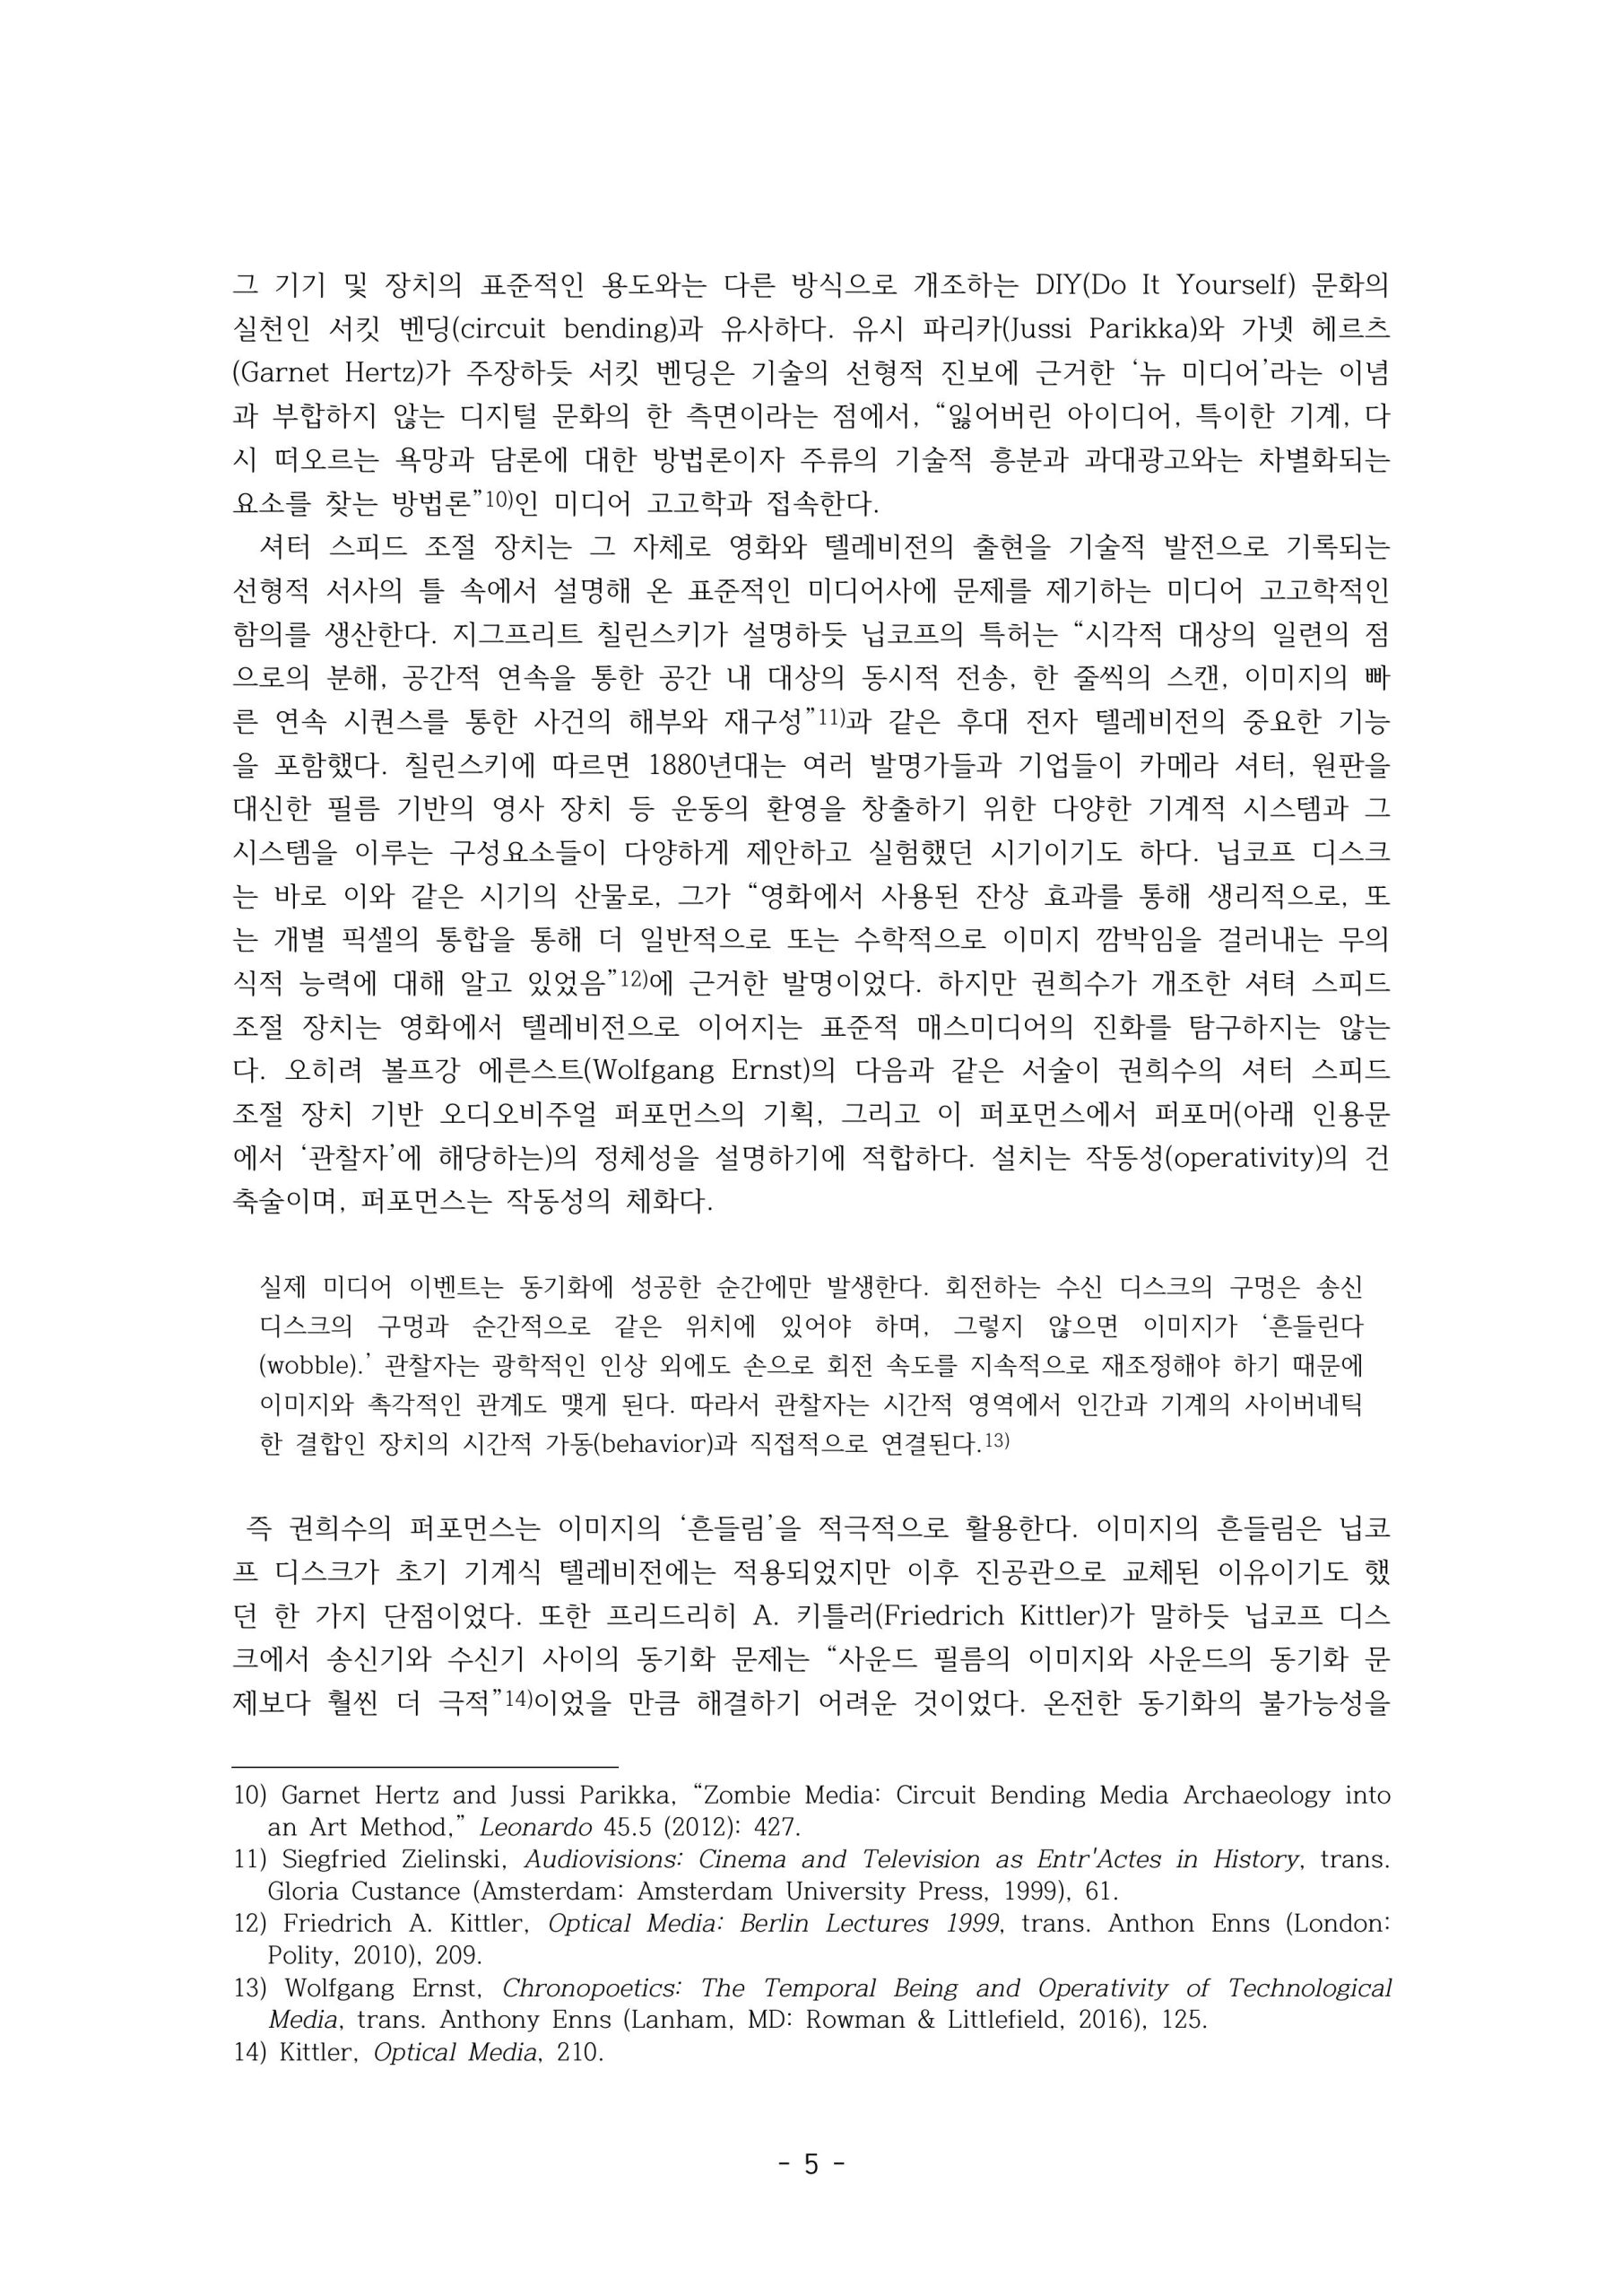 그 기기 및 장치의 표준적인 용도와는 다른 방식으로 개조하는 DIY(Do It Yourself) 문화의
실천인 서킷 벤딩(circuit bending)과 유사하다. 유시 파리카(Jussi Parikka)와 가넷 헤르츠
(Garnet Hertz)가 주장하듯 서킷 벤딩은 기술의 선형적 진보에 근거한 ‘뉴 미디어’라는 이념
과 부합하지 않는 디지털 문화의 한 측면이라는 점에서, “잃어버린 아이디어, 특이한 기계, 다
시 떠오르는 욕망과 담론에 대한 방법론이자 주류의 기술적 흥분과 과대광고와는 차별화되는
요소를 찾는 방법론”10)인 미디어 고고학과 접속한다.
셔터 스피드 조절 장치는 그 자체로 영화와 텔레비전의 출현을 기술적 발전으로 기록되는
선형적 서사의 틀 속에서 설명해 온 표준적인 미디어사에 문제를 제기하는 미디어 고고학적인
함의를 생산한다. 지그프리트 칠린스키가 설명하듯 닙코프의 특허는 “시각적 대상의 일련의 점
으로의 분해, 공간적 연속을 통한 공간 내 대상의 동시적 전송, 한 줄씩의 스캔, 이미지의 빠
른 연속 시퀀스를 통한 사건의 해부와 재구성”11)과 같은 후대 전자 텔레비전의 중요한 기능
을 포함했다. 칠린스키에 따르면 1880년대는 여러 발명가들과 기업들이 카메라 셔터, 원판을
대신한 필름 기반의 영사 장치 등 운동의 환영을 창출하기 위한 다양한 기계적 시스템과 그
시스템을 이루는 구성요소들이 다양하게 제안하고 실험했던 시기이기도 하다. 닙코프 디스크
는 바로 이와 같은 시기의 산물로, 그가 “영화에서 사용된 잔상 효과를 통해 생리적으로, 또
는 개별 픽셀의 통합을 통해 더 일반적으로 또는 수학적으로 이미지 깜박임을 걸러내는 무의
식적 능력에 대해 알고 있었음”12)에 근거한 발명이었다. 하지만 권희수가 개조한 셔텨 스피드
조절 장치는 영화에서 텔레비전으로 이어지는 표준적 매스미디어의 진화를 탐구하지는 않는
다. 오히려 볼프강 에른스트(Wolfgang Ernst)의 다음과 같은 서술이 권희수의 셔터 스피드
조절 장치 기반 오디오비주얼 퍼포먼스의 기획, 그리고 이 퍼포먼스에서 퍼포머(아래 인용문
에서 ‘관찰자’에 해당하는)의 정체성을 설명하기에 적합하다. 설치는 작동성(operativity)의 건
축술이며, 퍼포먼스는 작동성의 체화다.
실제 미디어 이벤트는 동기화에 성공한 순간에만 발생한다. 회전하는 수신 디스크의 구멍은 송신
디스크의 구멍과 순간적으로 같은 위치에 있어야 하며, 그렇지 않으면 이미지가 ‘흔들린다
(wobble).’ 관찰자는 광학적인 인상 외에도 손으로 회전 속도를 지속적으로 재조정해야 하기 때문에
이미지와 촉각적인 관계도 맺게 된다. 따라서 관찰자는 시간적 영역에서 인간과 기계의 사이버네틱
한 결합인 장치의 시간적 가동(behavior)과 직접적으로 연결된다.13)
즉 권희수의 퍼포먼스는 이미지의 ‘흔들림’을 적극적으로 활용한다. 이미지의 흔들림은 닙코
프 디스크가 초기 기계식 텔레비전에는 적용되었지만 이후 진공관으로 교체된 이유이기도 했
던 한 가지 단점이었다. 또한 프리드리히 A. 키틀러(Friedrich Kittler)가 말하듯 닙코프 디스
크에서 송신기와 수신기 사이의 동기화 문제는 “사운드 필름의 이미지와 사운드의 동기화 문
제보다 훨씬 더 극적”14)이었을 만큼 해결하기 어려운 것이었다. 온전한 동기화의 불가능성을
10) Garnet Hertz and Jussi Parikka, “Zombie Media: Circuit Bending Media Archaeology into
an Art Method,” Leonardo 45.5 (2012): 427.
11) Siegfried Zielinski, Audiovisions: Cinema and Television as Entr'Actes in History, trans.
Gloria Custance (Amsterdam: Amsterdam University Press, 1999), 61.
12) Friedrich A. Kittler, Optical Media: Berlin Lectures 1999, trans. Anthon Enns (London:
Polity, 2010), 209.
13) Wolfgang Ernst, Chronopoetics: The Temporal Being and Operativity of Technological
Media, trans. Anthony Enns (Lanham, MD: Rowman & Littlefield, 2016), 125.
14) Kittler, Optical Media, 210.
- 5 -